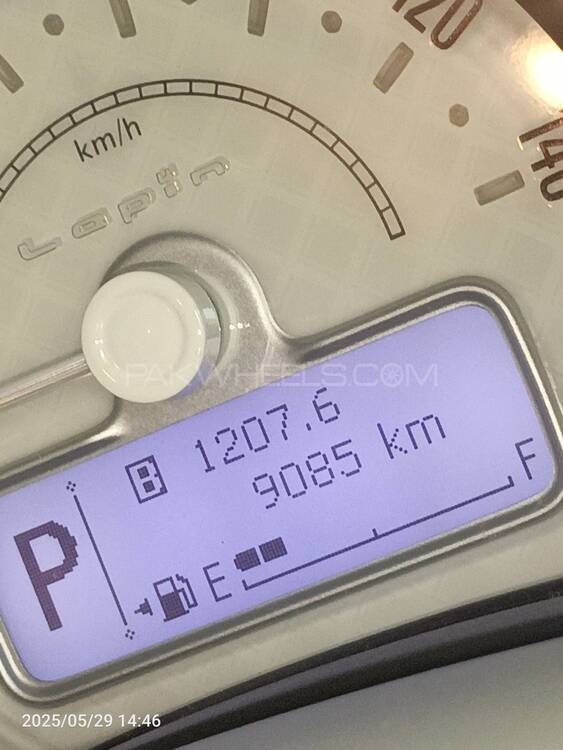 120
140
km/h
Lapin
PAKWHEELS.COM
B 1207.6
9085 km
P
E F
2025/05/29 14:46